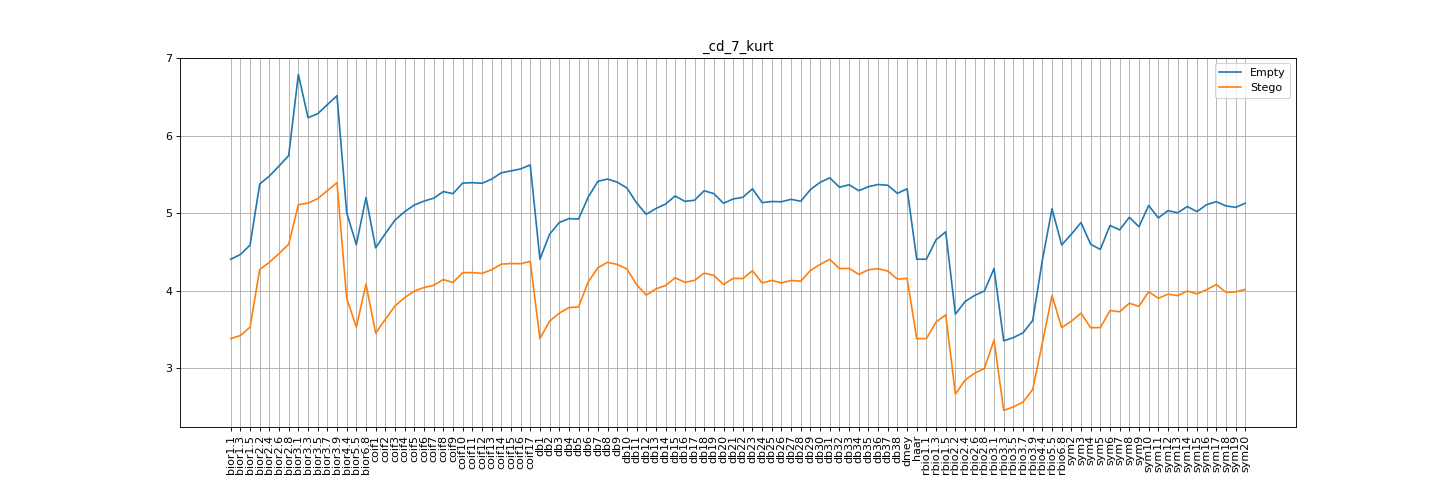 _cd_7_kurt
7
6
5
4
3
Empty
Stego
bior1.1
bior1.3
bior1.5
bior2.2
bior2.4
bior2.6
bior2.8
bior3.1
bior3.3
bior3.5
bior3.7
bior3.9
bior4.4
bior5.5
bior6.8
coif1
coif2
coif3
coif4
coif5
coif6
coif7
coif8
coif9
coif10
coif11
coif12
coif13
coif14
coif15
coif16
coif17
db1
db2
db3
db4
db5
db6
db7
db8
db9
db10
db11
db12
db13
db14
db15
db16
db17
db18
db19
db20
db21
db22
db23
db24
db25
db26
db27
db28
db29
db30
db31
db32
db33
db34
db35
db36
db37
db38
dmey
haar
rbio1.1
rbio1.3
rbio1.5
rbio2.2
rbio2.4
rbio2.6
rbio2.8
rbio3.1
rbio3.3
rbio3.5
rbio3.7
rbio3.9
rbio4.4
rbio5.5
rbio6.8
sym2
sym3
sym4
sym5
sym6
sym7
sym8
sym9
sym10
sym11
sym12
sym13
sym14
sym15
sym16
sym17
sym18
sym19
sym20